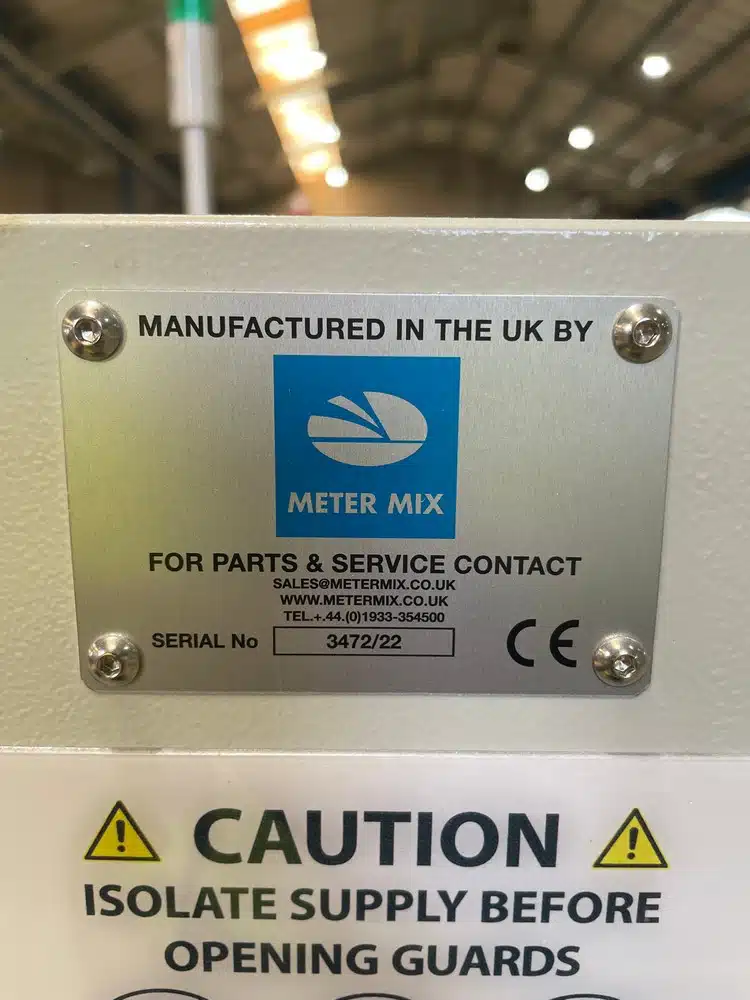 MANUFACTURED IN THE UK BY
METER MIX
FOR PARTS & SERVICE CONTACT
SALES@METERMIX.CO.UK
WWW.METERMIX.CO.UK
TEL.+.44.(0)1933-354500
SERIAL No 3472/22 CE
CAUTION
ISOLATE SUPPLY BEFORE
OPENING GUARDS